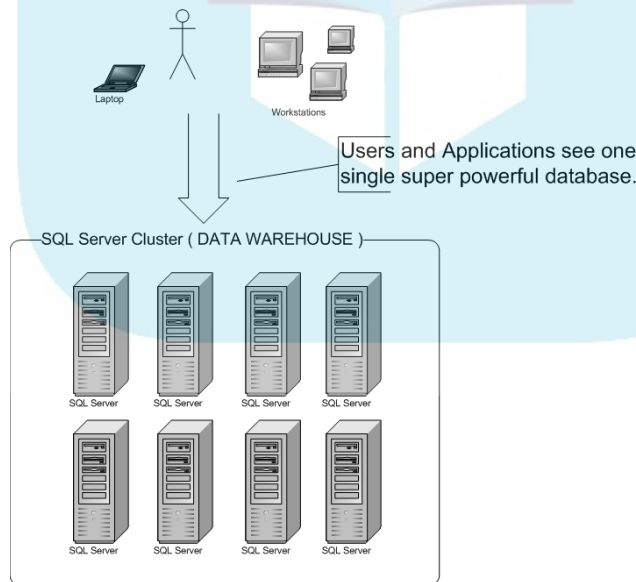 Laptop
Workstations
Users and Applications see one
single super powerful database.
SQL Server Cluster ( DATA WAREHOUSE )
SQL Server SQL Server SQL Server SQL Server
SQL Server SQL Server SQL Server SQL Server